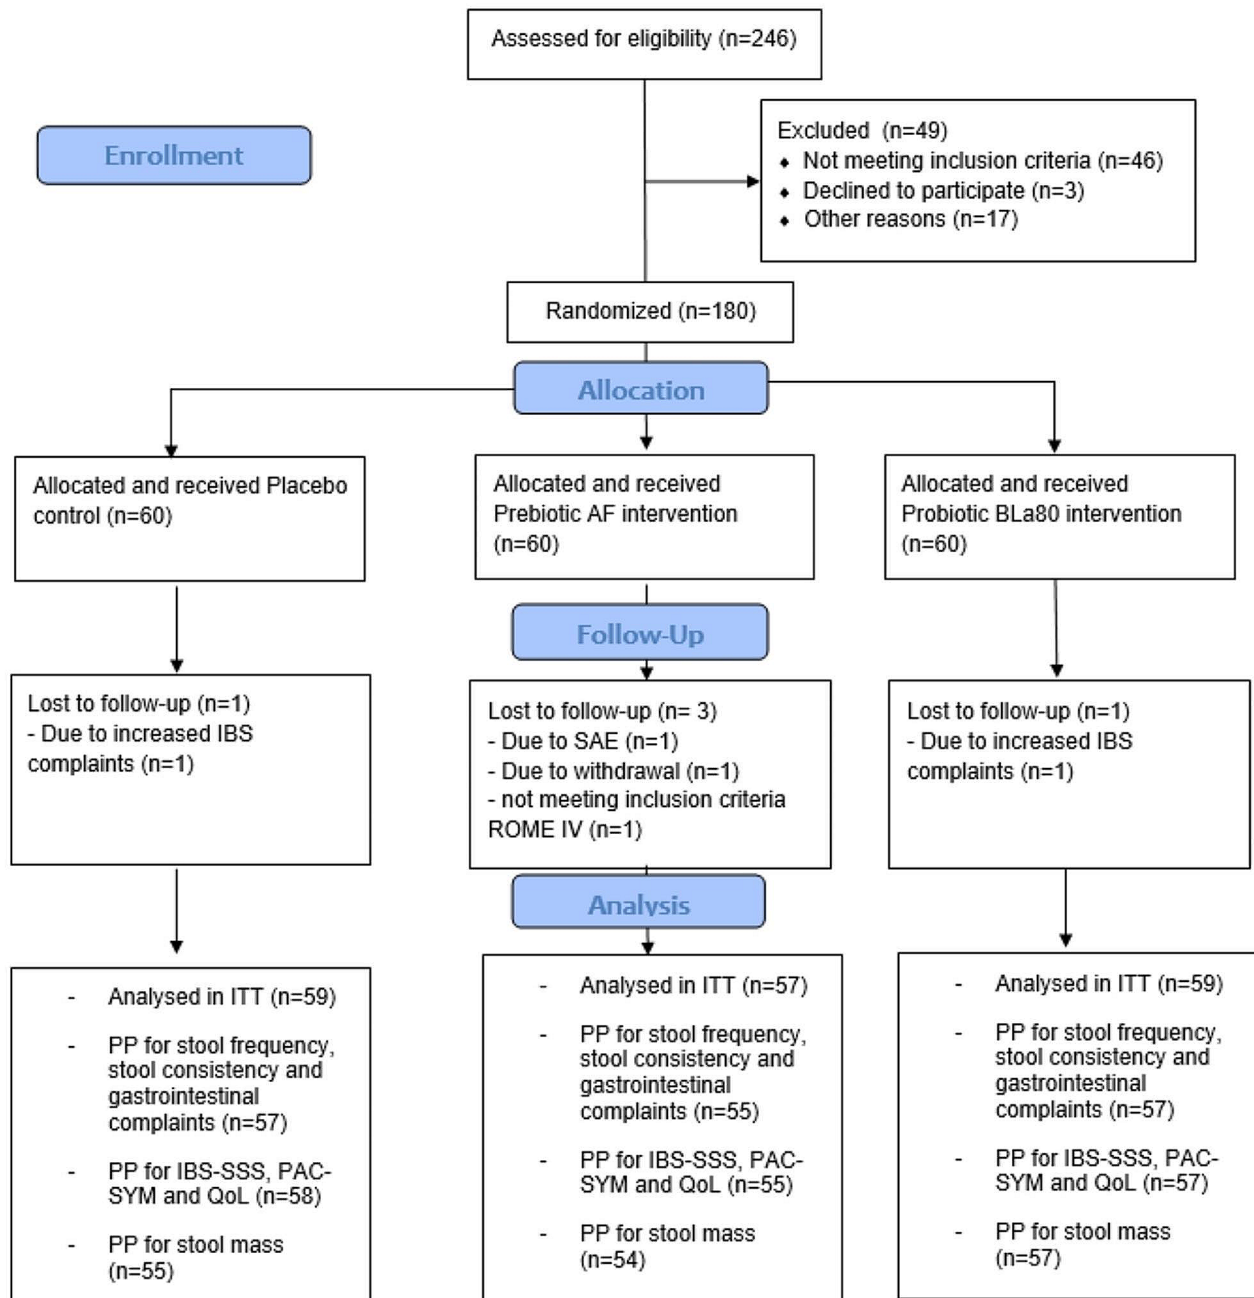 Assessed for eligibility (n=246)
Enrollment
Excluded (n=49)
♦ Not meeting inclusion criteria (n=46)
♦ Declined to participate (n=3)
♦ Other reasons (n=17)
Randomized (n=180)
Allocation
Allocated and received Placebo
control (n=60)
Allocated and received
Prebiotic AF intervention
(n=60)
Allocated and received
Probiotic BLa80 intervention
(n=60)
Follow-Up
Lost to follow-up (n=1)
- Due to increased IBS
complaints (n=1)
Lost to follow-up (n= 3)
- Due to SAE (n=1)
- Due to withdrawal (n=1)
- not meeting inclusion criteria
ROME IV (n=1)
Lost to follow-up (n=1)
- Due to increased IBS
complaints (n=1)
Analysis
- Analysed in ITT (n=59)
- PP for stool frequency,
stool consistency and
gastrointestinal
complaints (n=57)
- PP for IBS-SSS, PAC-
SYM and QoL (n=58)
- PP for stool mass
(n=55)
- Analysed in ITT (n=57)
- PP for stool frequency,
stool consistency and
gastrointestinal
complaints (n=55)
- PP for IBS-SSS, PAC-
SYM and QoL (n=55)
- PP for stool mass
(n=54)
- Analysed in ITT (n=59)
- PP for stool frequency,
stool consistency and
gastrointestinal
complaints (n=57)
- PP for IBS-SSS, PAC-
SYM and QoL (n=57)
- PP for stool mass
(n=57)